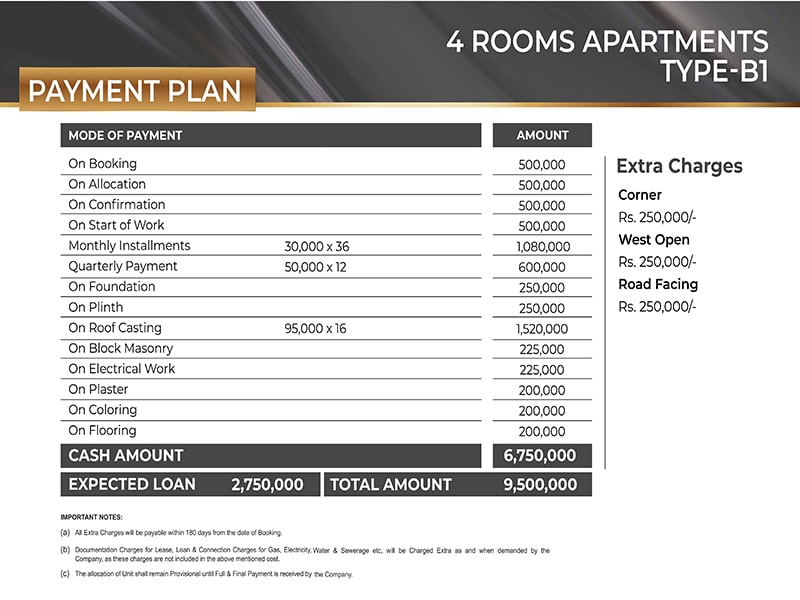 4 ROOMS APARTMENTS
TYPE-B1
PAYMENT PLAN
MODE OF PAYMENT AMOUNT
On Booking 500,000
On Allocation 500,000
On Confirmation 500,000
On Start of Work 500,000
Monthly Installments 30,000 x 36 1,080,000
Quarterly Payment 50,000 x 12 600,000
On Foundation 250,000
On Plinth 250,000
On Roof Casting 95,000 x 16 1,520,000
On Block Masonry 225,000
On Electrical Work 225,000
On Plaster 200,000
On Coloring 200,000
On Flooring 200,000
CASH AMOUNT 6,750,000
EXPECTED LOAN 2,750,000 TOTAL AMOUNT 9,500,000
Extra Charges
Corner
Rs. 250,000/-
West Open
Rs. 250,000/-
Road Facing
Rs. 250,000/-
IMPORTANT NOTES:
(a) All Extra Charges will be payable within 180 days from the date of Booking.
(b) Documentation Charges for Lease, Loan & Connection Charges for Gas, Electricity, Water & Sewerage etc, will be Charged Extra as and when demanded by the
Company, as these charges are not included in the above mentioned cost.
(c) The allocation of Unit shall remain Provisional until Full & Final Payment is received by the Company.